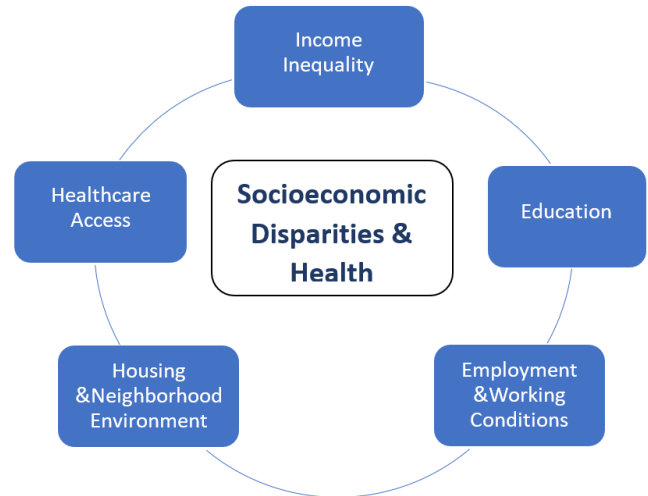 Income
Inequality
Healthcare
Access
Socioeconomic
Disparities &
Health
Education
Housing
&Neighborhood
Environment
Employment
&Working
Conditions